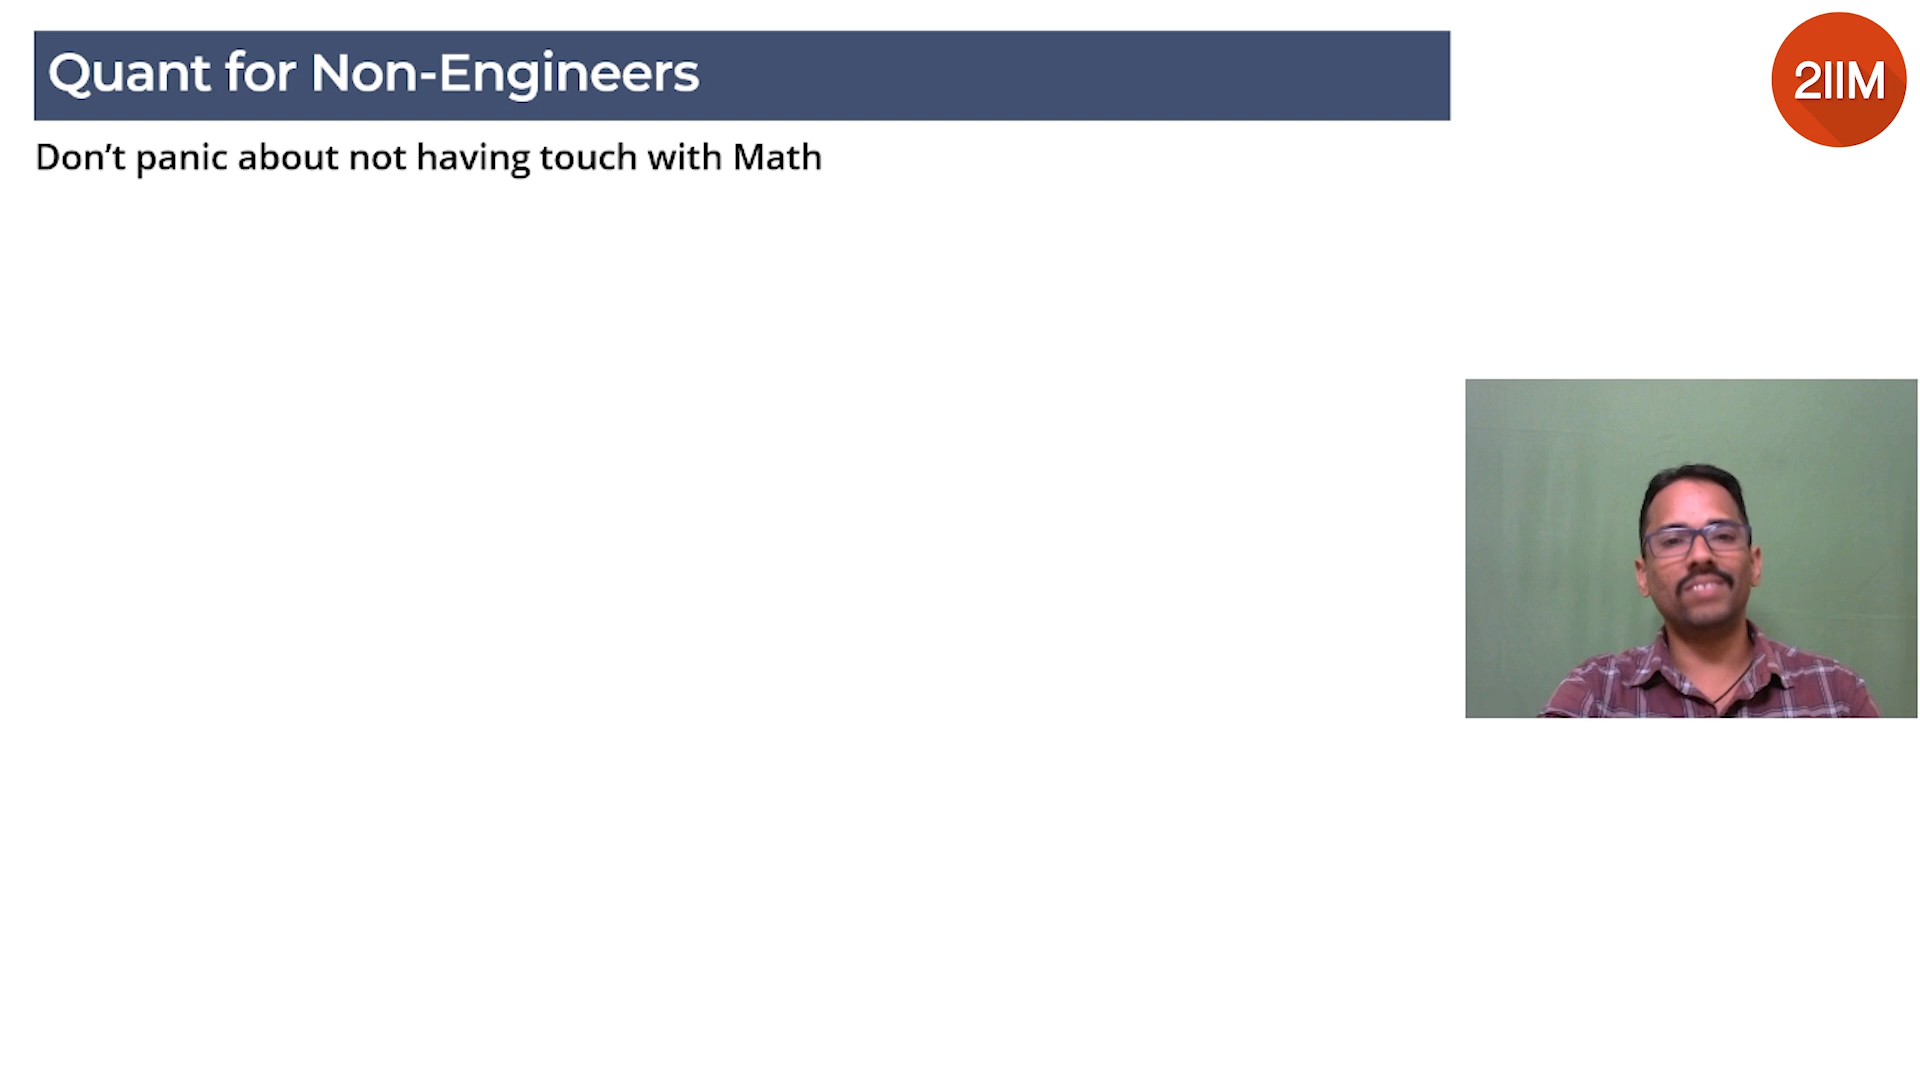 Quant for Non-Engineers
2IIM
Don’t panic about not having touch with Math